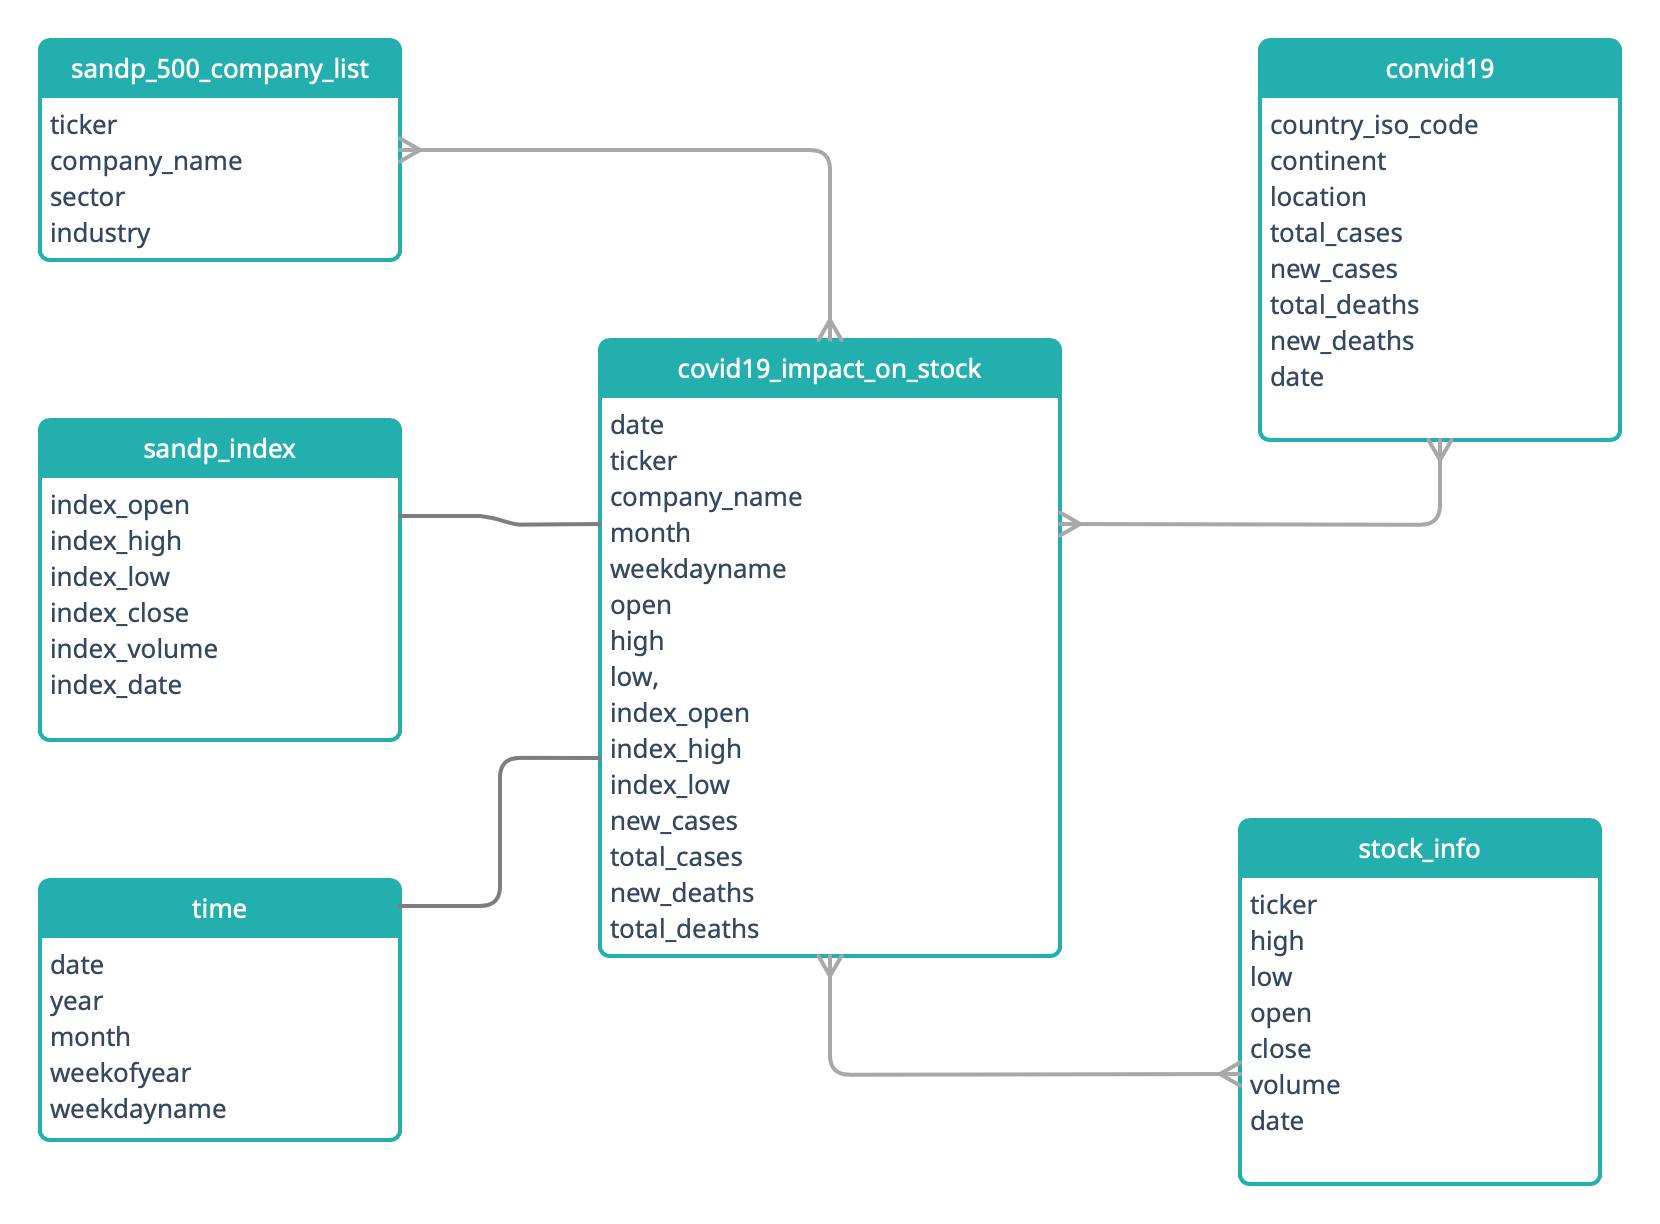 sandp_500_company_list
ticker
company_name
sector
industry
convid19
country_iso_code
continent
location
total_cases
new_cases
total_deaths
new_deaths
date
sandp_index
index_open
index_high
index_low
index_close
index_volume
index_date
covid19_impact_on_stock
date
ticker
company_name
month
weekdayname
open
high
low,
index_open
index_high
index_low
new_cases
total_cases
new_deaths
total_deaths
time
date
year
month
weekofyear
weekdayname
stock_info
ticker
high
low
open
close
volume
date